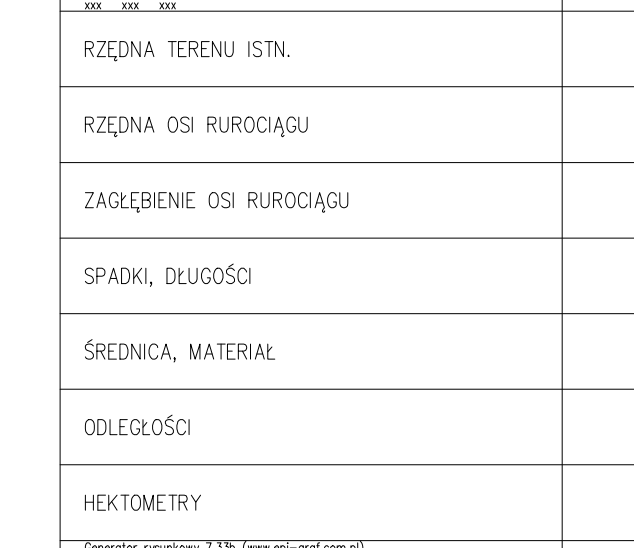 xxx xxx xxx
RZĘDNA TERENU ISTN.
RZĘDNA OSI RUROCIĄGU
ZAGŁĘBIENIE OSI RUROCIĄGU
SPADKI, DŁUGOŚCI
ŚREDNICA, MATERIAŁ
ODLEGŁOŚCI
HEKTOMETRY
Generator rysunkowy 7.33b (www.epi-graf.com.pl)